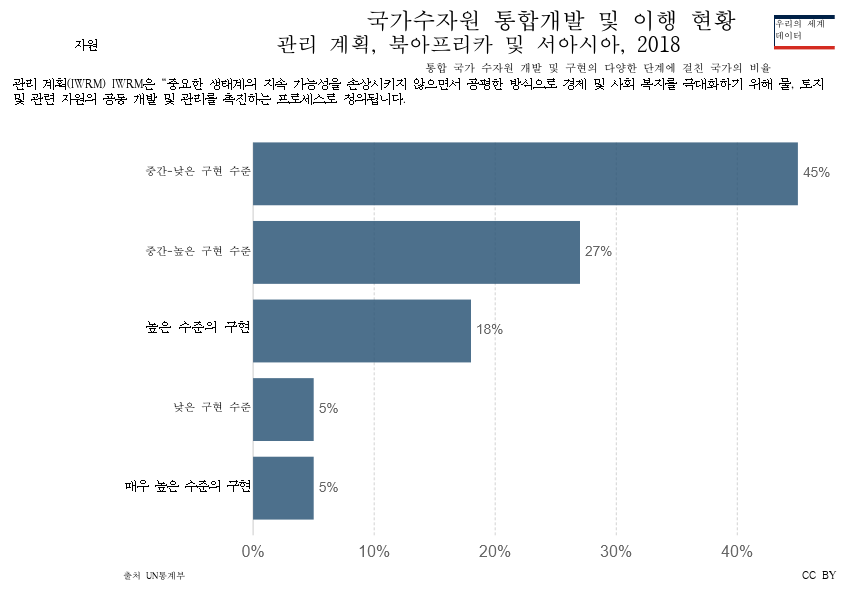 국가수자원 통합개발 및 이행 현황
자원
관리 계획, 북아프리카 및 서아시아, 2018
우리의 세계
데이터
통합 국가 수자원 개발 및 구현의 다양한 단계에 걸친 국가의 비율
관리 계획(IWRM) IWRM은 "중요한 생태계의 지속 가능성을 손상시키지 않으면서 공평한 방식으로 경제 및 사회 복지를 극대화하기 위해 물, 토지
및 관련 자원의 공동 개발 및 관리를 촉진하는 프로세스로 정의됩니다.
중간-낮은 구현 수준
45%
중간-높은 구현 수준
27%
높은 수준의 구현
18%
낮은 구현 수준
5%
매우 높은 수준의 구현
5%
0% 10% 20% 30% 40%
출처 UN통계부
CC BY